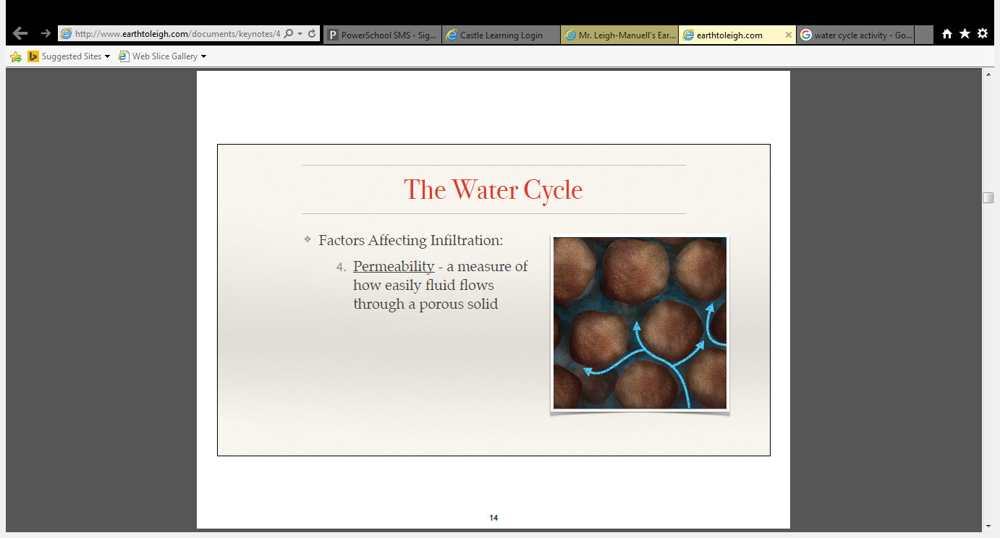 http://www.earthtoleigh.com/documents/keynotes/4
PowerSchool SMS - Sig...
Castle Learning Login
Mr. Leigh-Manuell's Ear...
earthtoleigh.com
water cycle activity - Go...
Suggested Sites
Web Slice Gallery
The Water Cycle
Factors Affecting Infiltration:
4. Permeability - a measure of
how easily fluid flows
through a porous solid
14